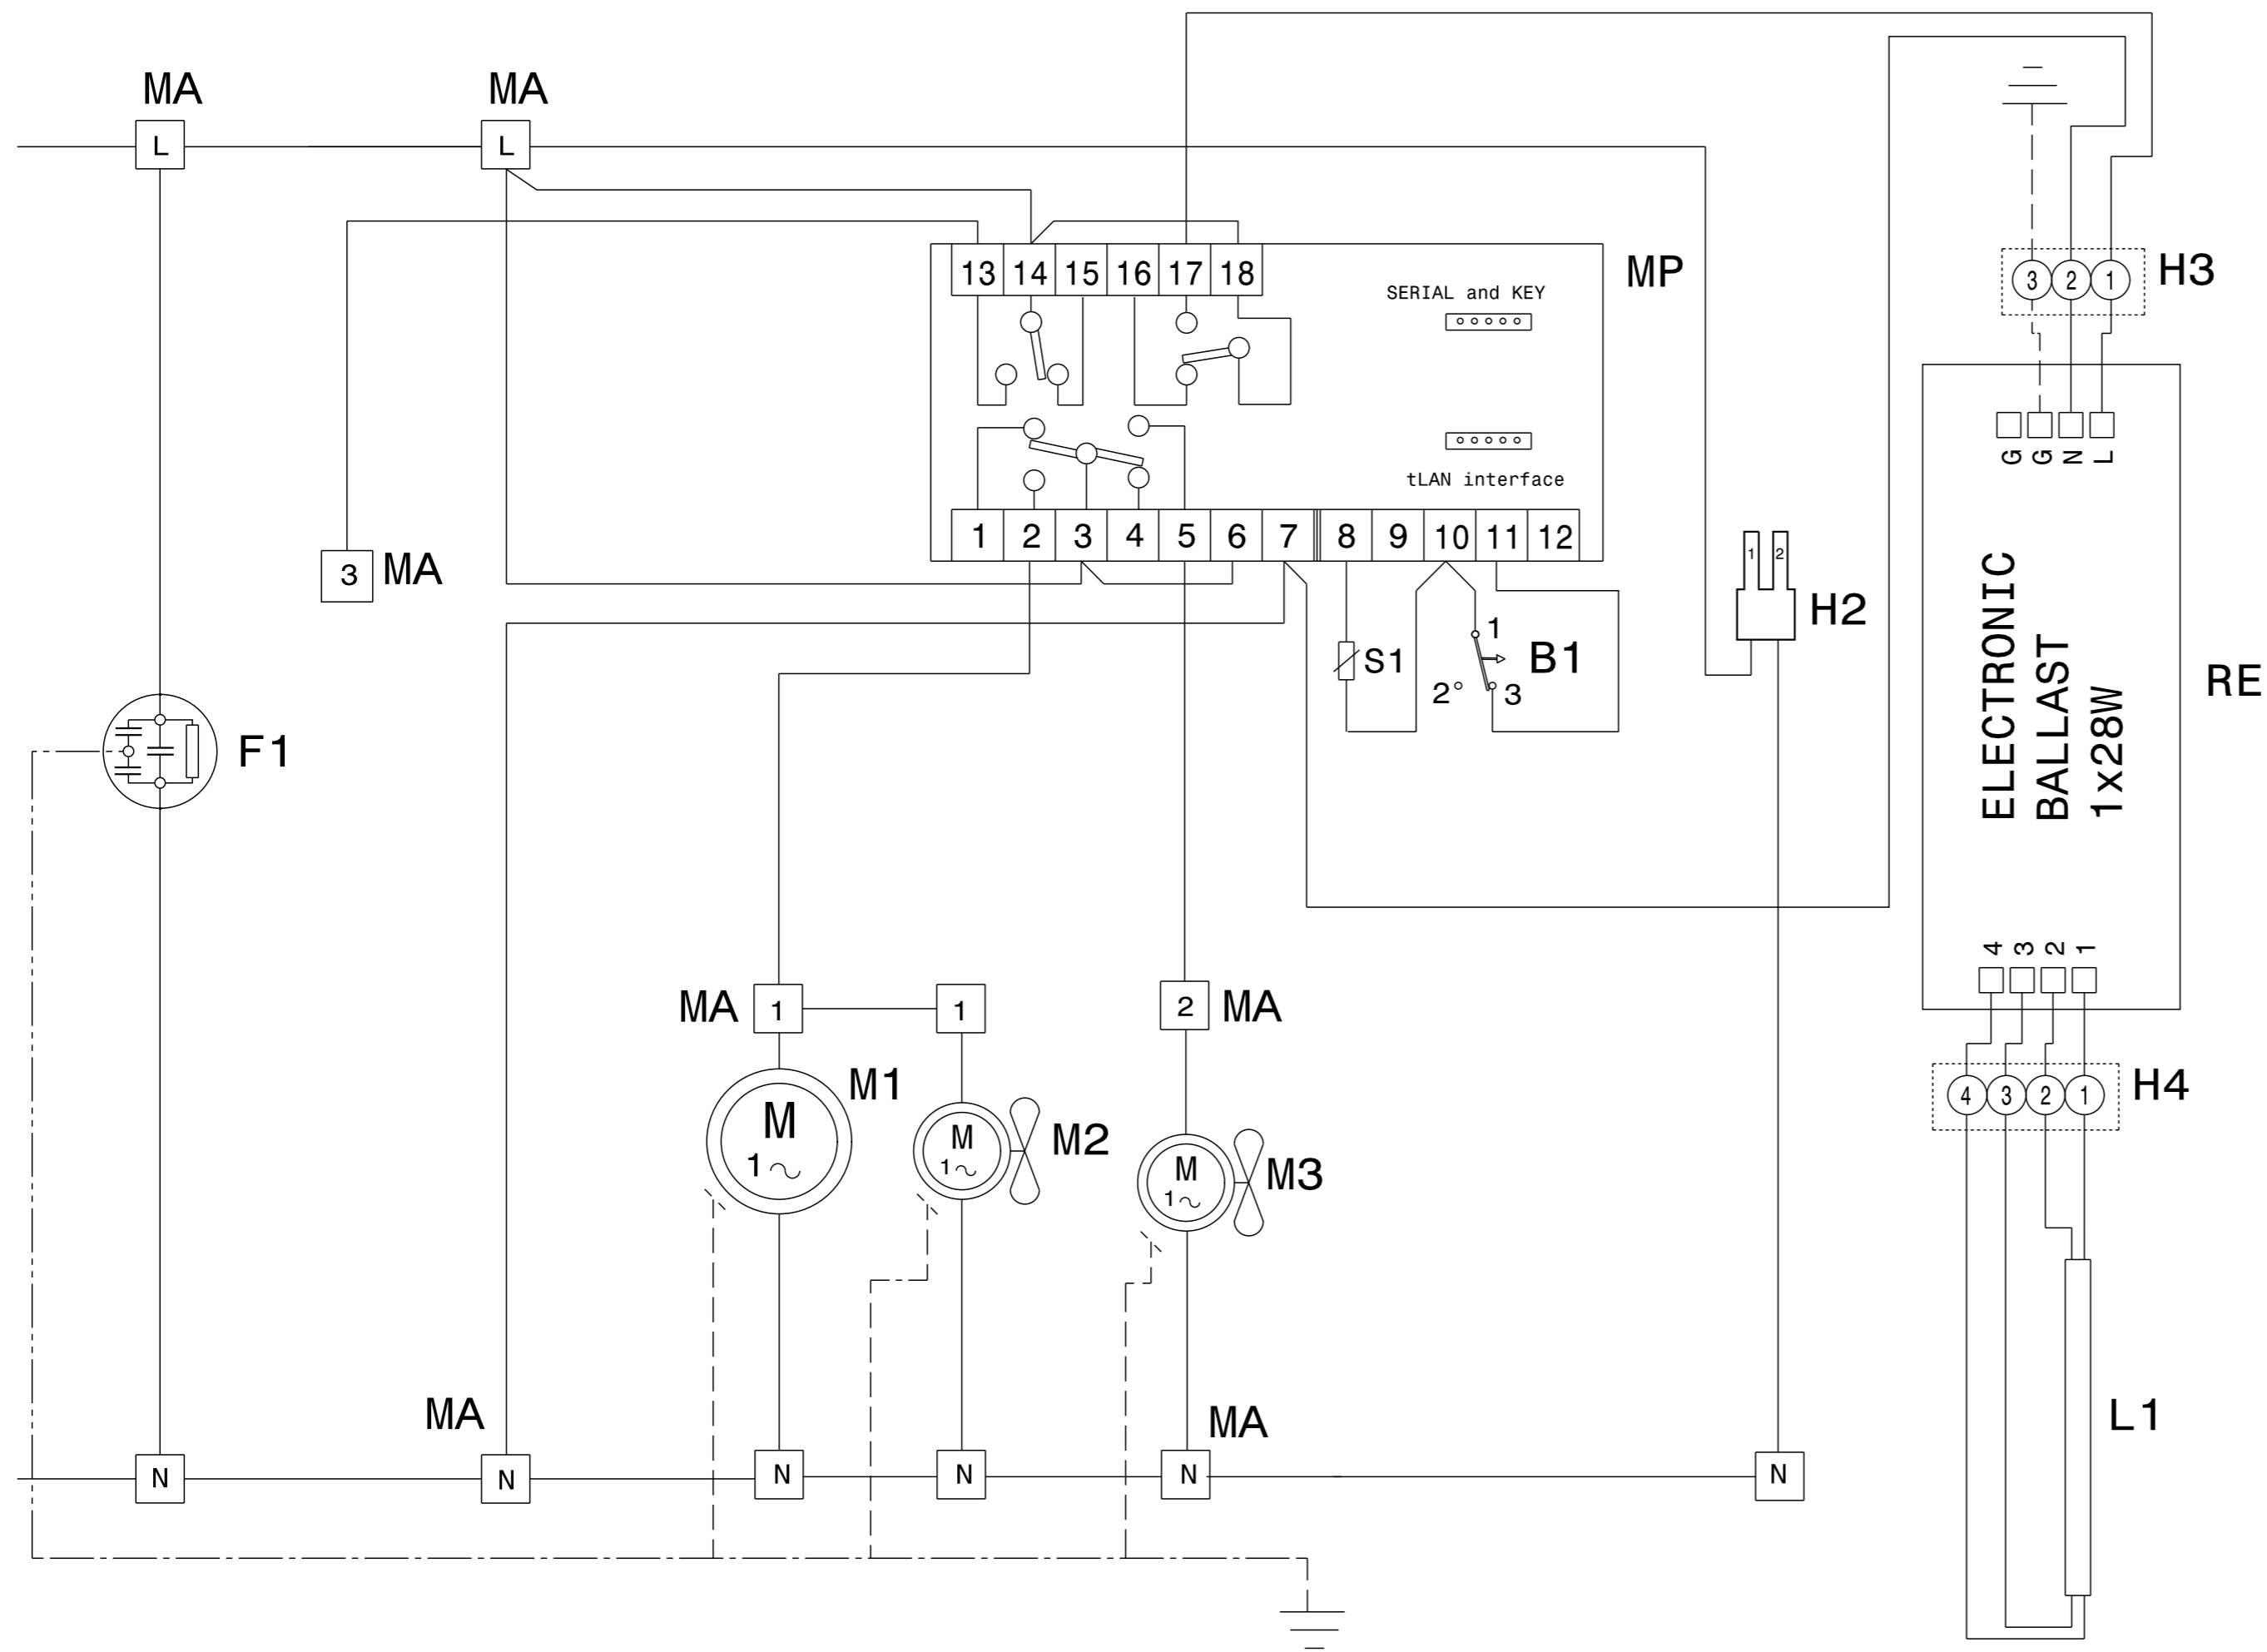 MA
MA
L
L
13 14 15 16 17 18
MP
SERIAL and KEY
3 2 1
H3
G G N L
tLAN interface
1 2 3 4 5 6 7 8 9 10 11 12
3
MA
1 2
H2
S1
1
B1
2°
3
F1
ELECTRONIC
BALLAST
1x28W
RE
4 3 2 1
MA
1
1
2
MA
M1
M
1
M
1
M2
M
1
M3
4 3 2 1
H4
MA
MA
L1
N
N
N
N
N
N